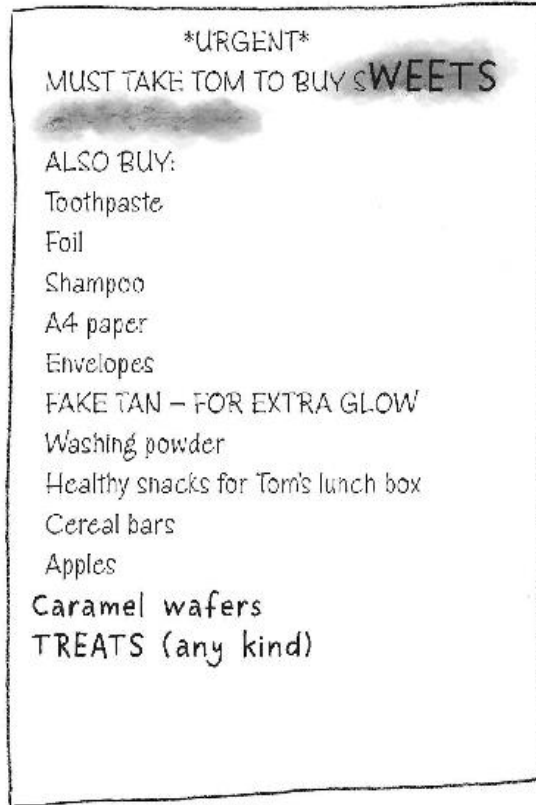 *URGENT*
MUST TAKE TOM TO BUY SWEETS
ALSO BUY:
Toothpaste
Foil
Shampoo
A4 paper
Envelopes
FAKE TAN – FOR EXTRA GLOW
Washing powder
Healthy snacks for Tom's lunch box
Cereal bars
Apples
Caramel wafers
TREATS (any kind)